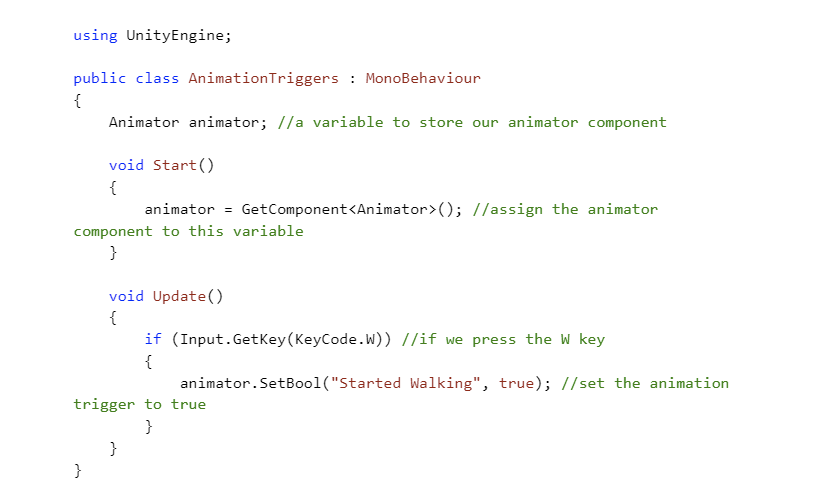 using UnityEngine;

public class AnimationTriggers : MonoBehaviour
{
    Animator animator; //a variable to store our animator component

    void Start()
    {
        animator = GetComponent<Animator>(); //assign the animator
component to this variable
    }

    void Update()
    {
        if (Input.GetKey(KeyCode.W)) //if we press the W key
        {
            animator.SetBool("Started Walking", true); //set the animation
trigger to true
        }
    }
}